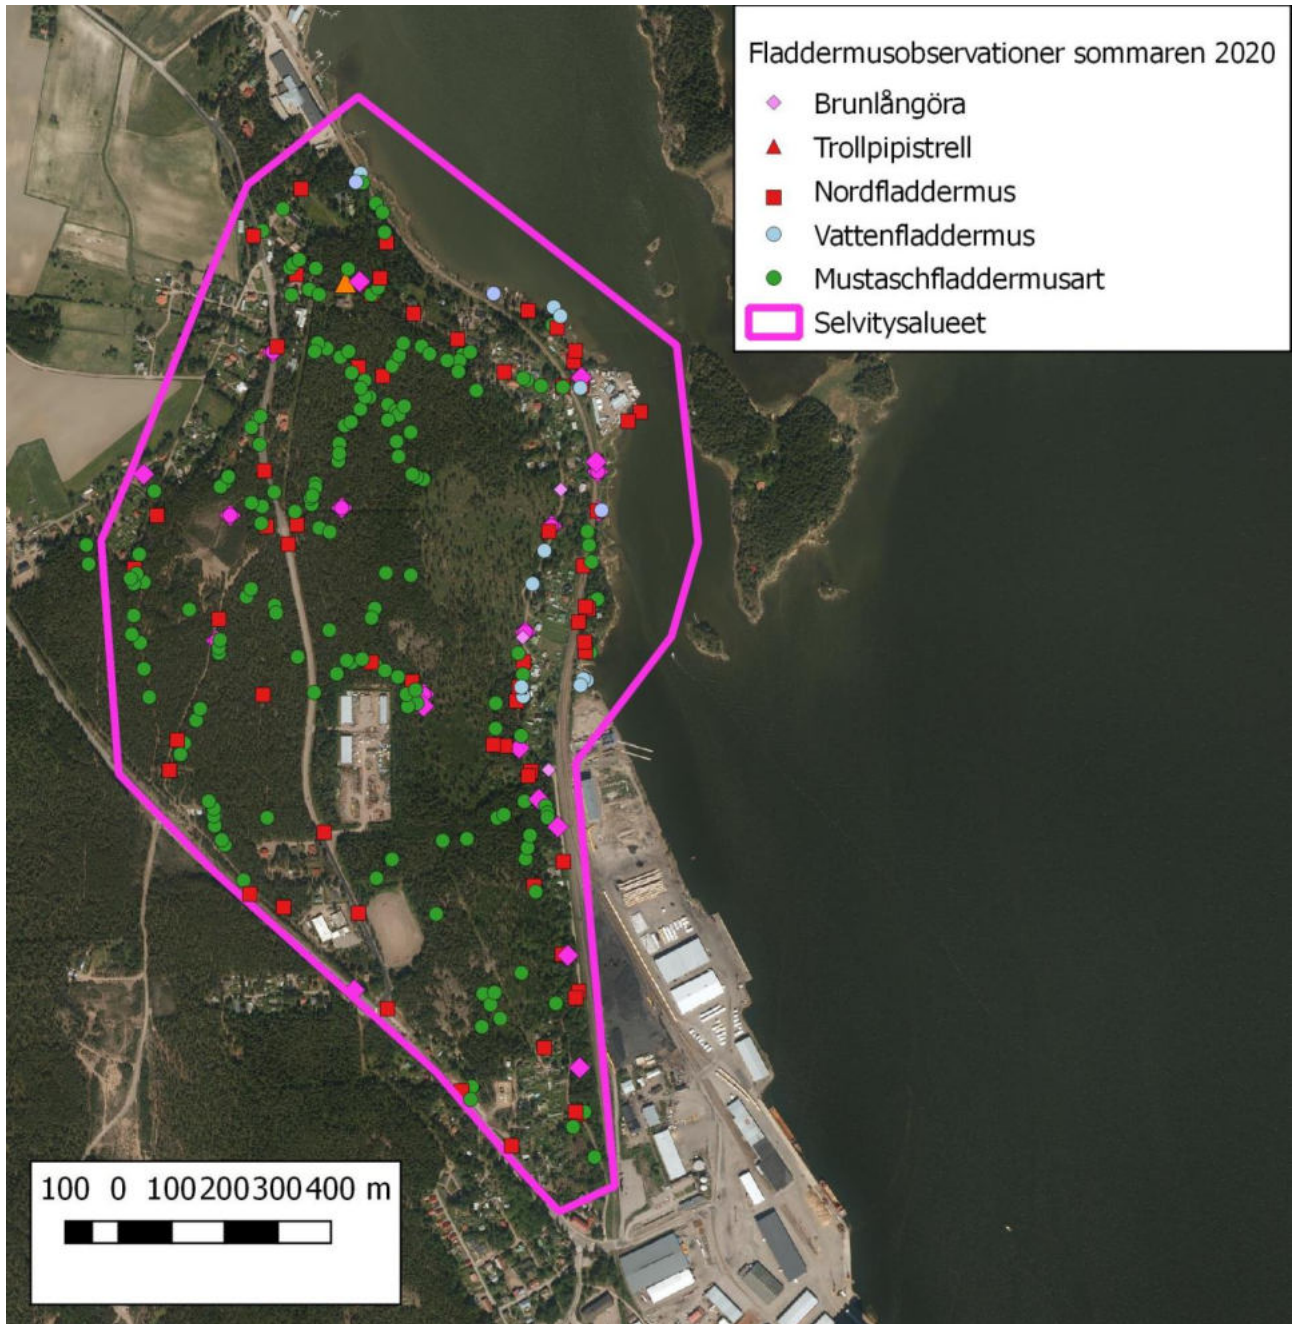 Fladdermusobservationer sommaren 2020
Brunlångöra
Trollpipistrell
Nordfladdermus
Vattenfladdermus
Mustaschfladdermusart
Selvitysalueet
100 0 100 200 300 400 m